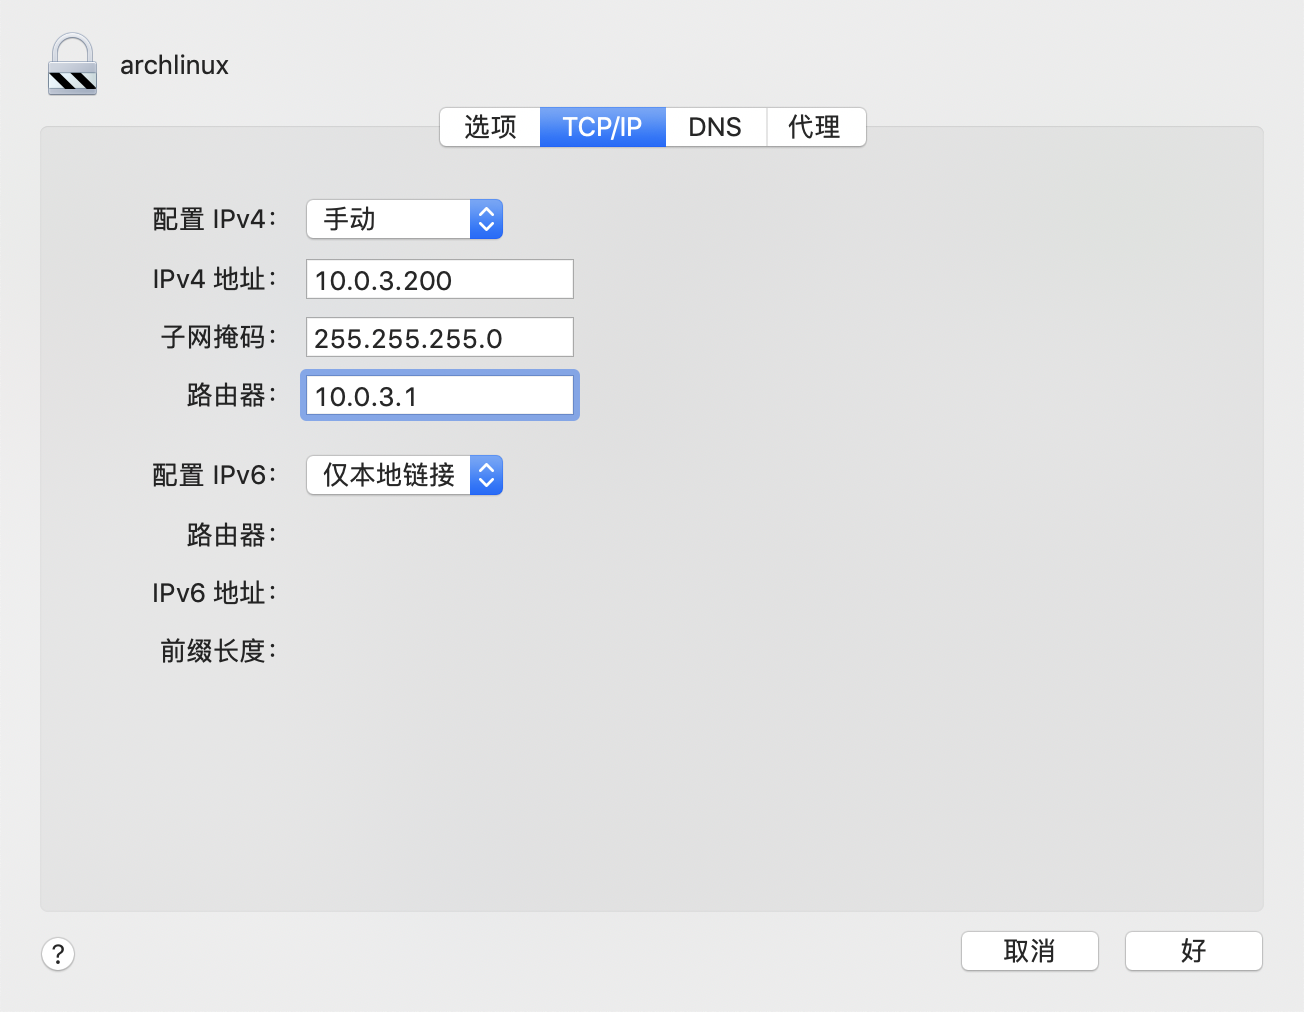 archlinux
选项 TCP/IP DNS 代理
配置 IPv4： 手动
IPv4 地址： 10.0.3.200
子网掩码： 255.255.255.0
路由器： 10.0.3.1
配置 IPv6： 仅本地链接
路由器：
IPv6 地址：
前缀长度：
? 取消 好